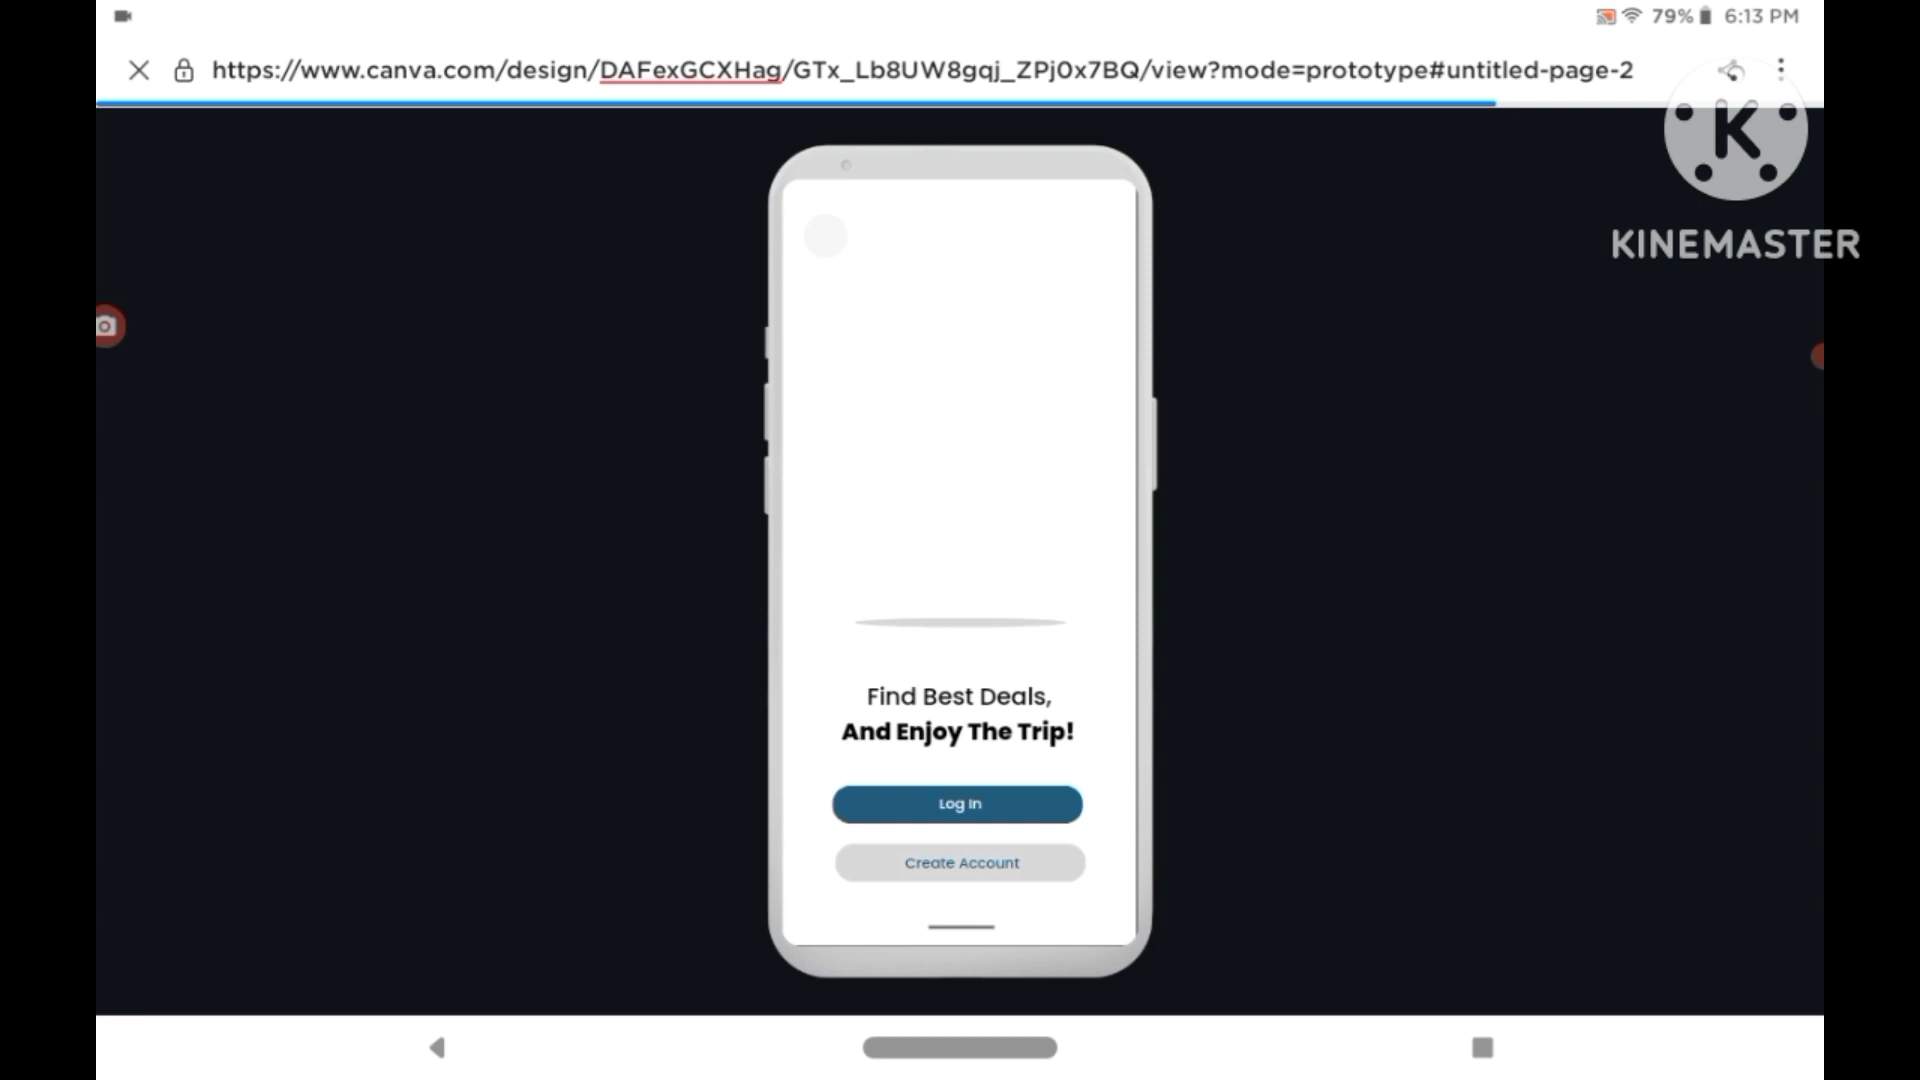 79% 6:13 PM
https://www.canva.com/design/DAFexGCXHag/GTx_Lb8UW8gqj_ZPj0x7BQ/view?mode=prototype#untitled-page-2
K
KINEMASTER
Find Best Deals,
And Enjoy The Trip!
Log In
Create Account